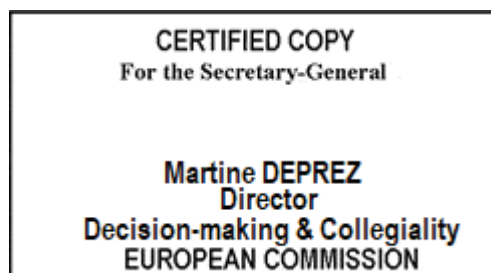 CERTIFIED COPY
For the Secretary-General
Martine DEPREZ
Director
Decision-making & Collegiality
EUROPEAN COMMISSION